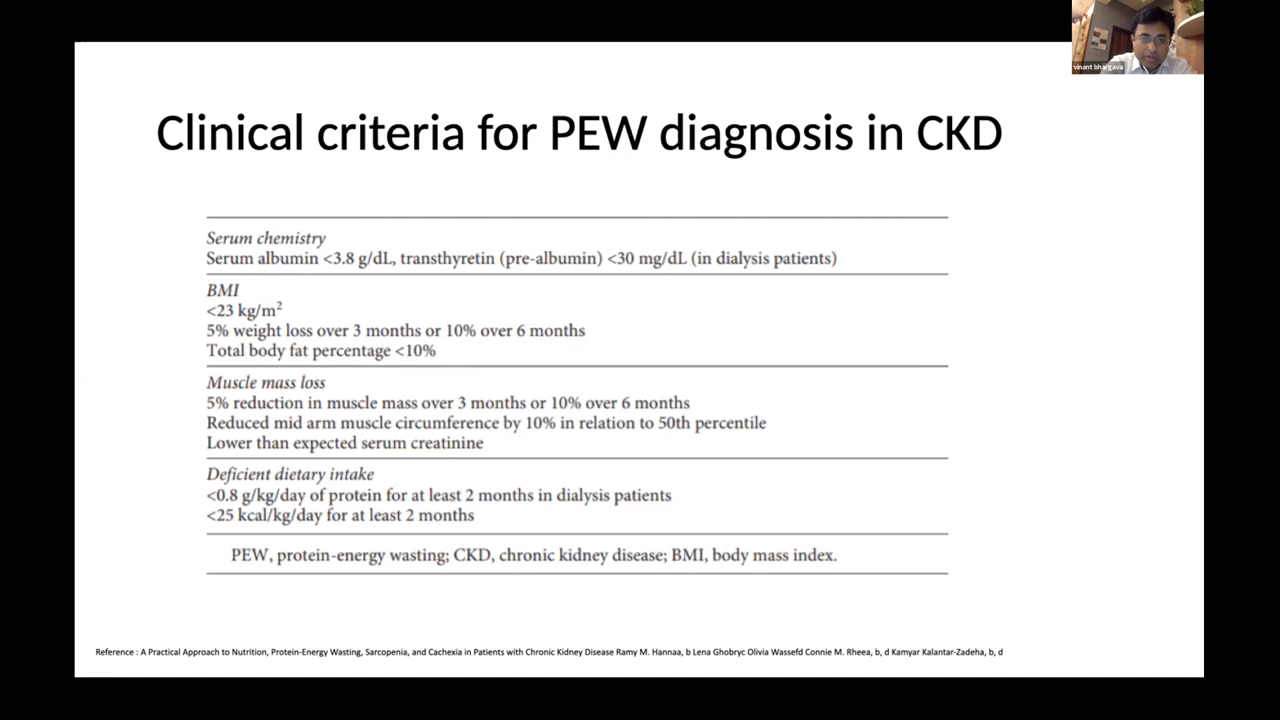 vinant bhargava
Clinical criteria for PEW diagnosis in CKD
Serum chemistry
Serum albumin <3.8 g/dL, transthyretin (pre-albumin) <30 mg/dL (in dialysis patients)
BMI
<23 kg/m²
5% weight loss over 3 months or 10% over 6 months
Total body fat percentage <10%
Muscle mass loss
5% reduction in muscle mass over 3 months or 10% over 6 months
Reduced mid arm muscle circumference by 10% in relation to 50th percentile
Lower than expected serum creatinine
Deficient dietary intake
<0.8 g/kg/day of protein for at least 2 months in dialysis patients
<25 kcal/kg/day for at least 2 months
PEW, protein-energy wasting; CKD, chronic kidney disease; BMI, body mass index.
Reference : A Practical Approach to Nutrition, Protein-Energy Wasting, Sarcopenia, and Cachexia in Patients with Chronic Kidney Disease Ramy M. Hannaa, b Lena Ghobryc Olivia Wassefd Connie M. Rheea, b, d Kamyar Kalantar-Zadeha, b, d